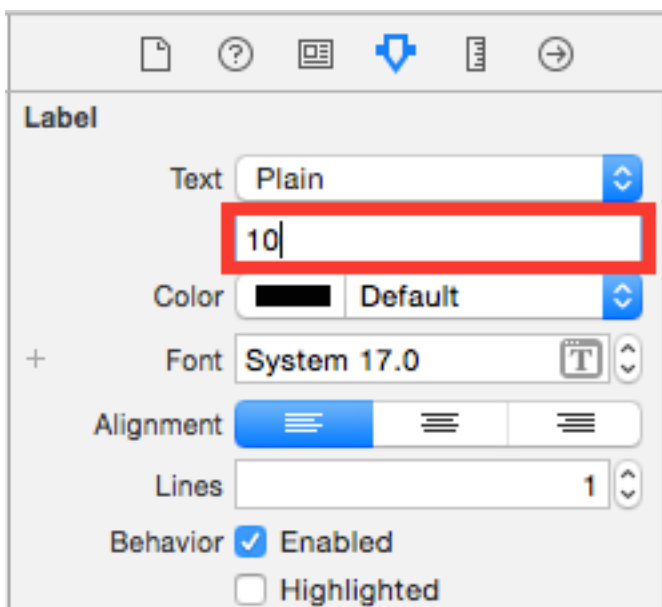 Label
Text Plain
10
Color Default
+ Font System 17.0 T
Alignment
Lines 1
Behavior Enabled
Highlighted